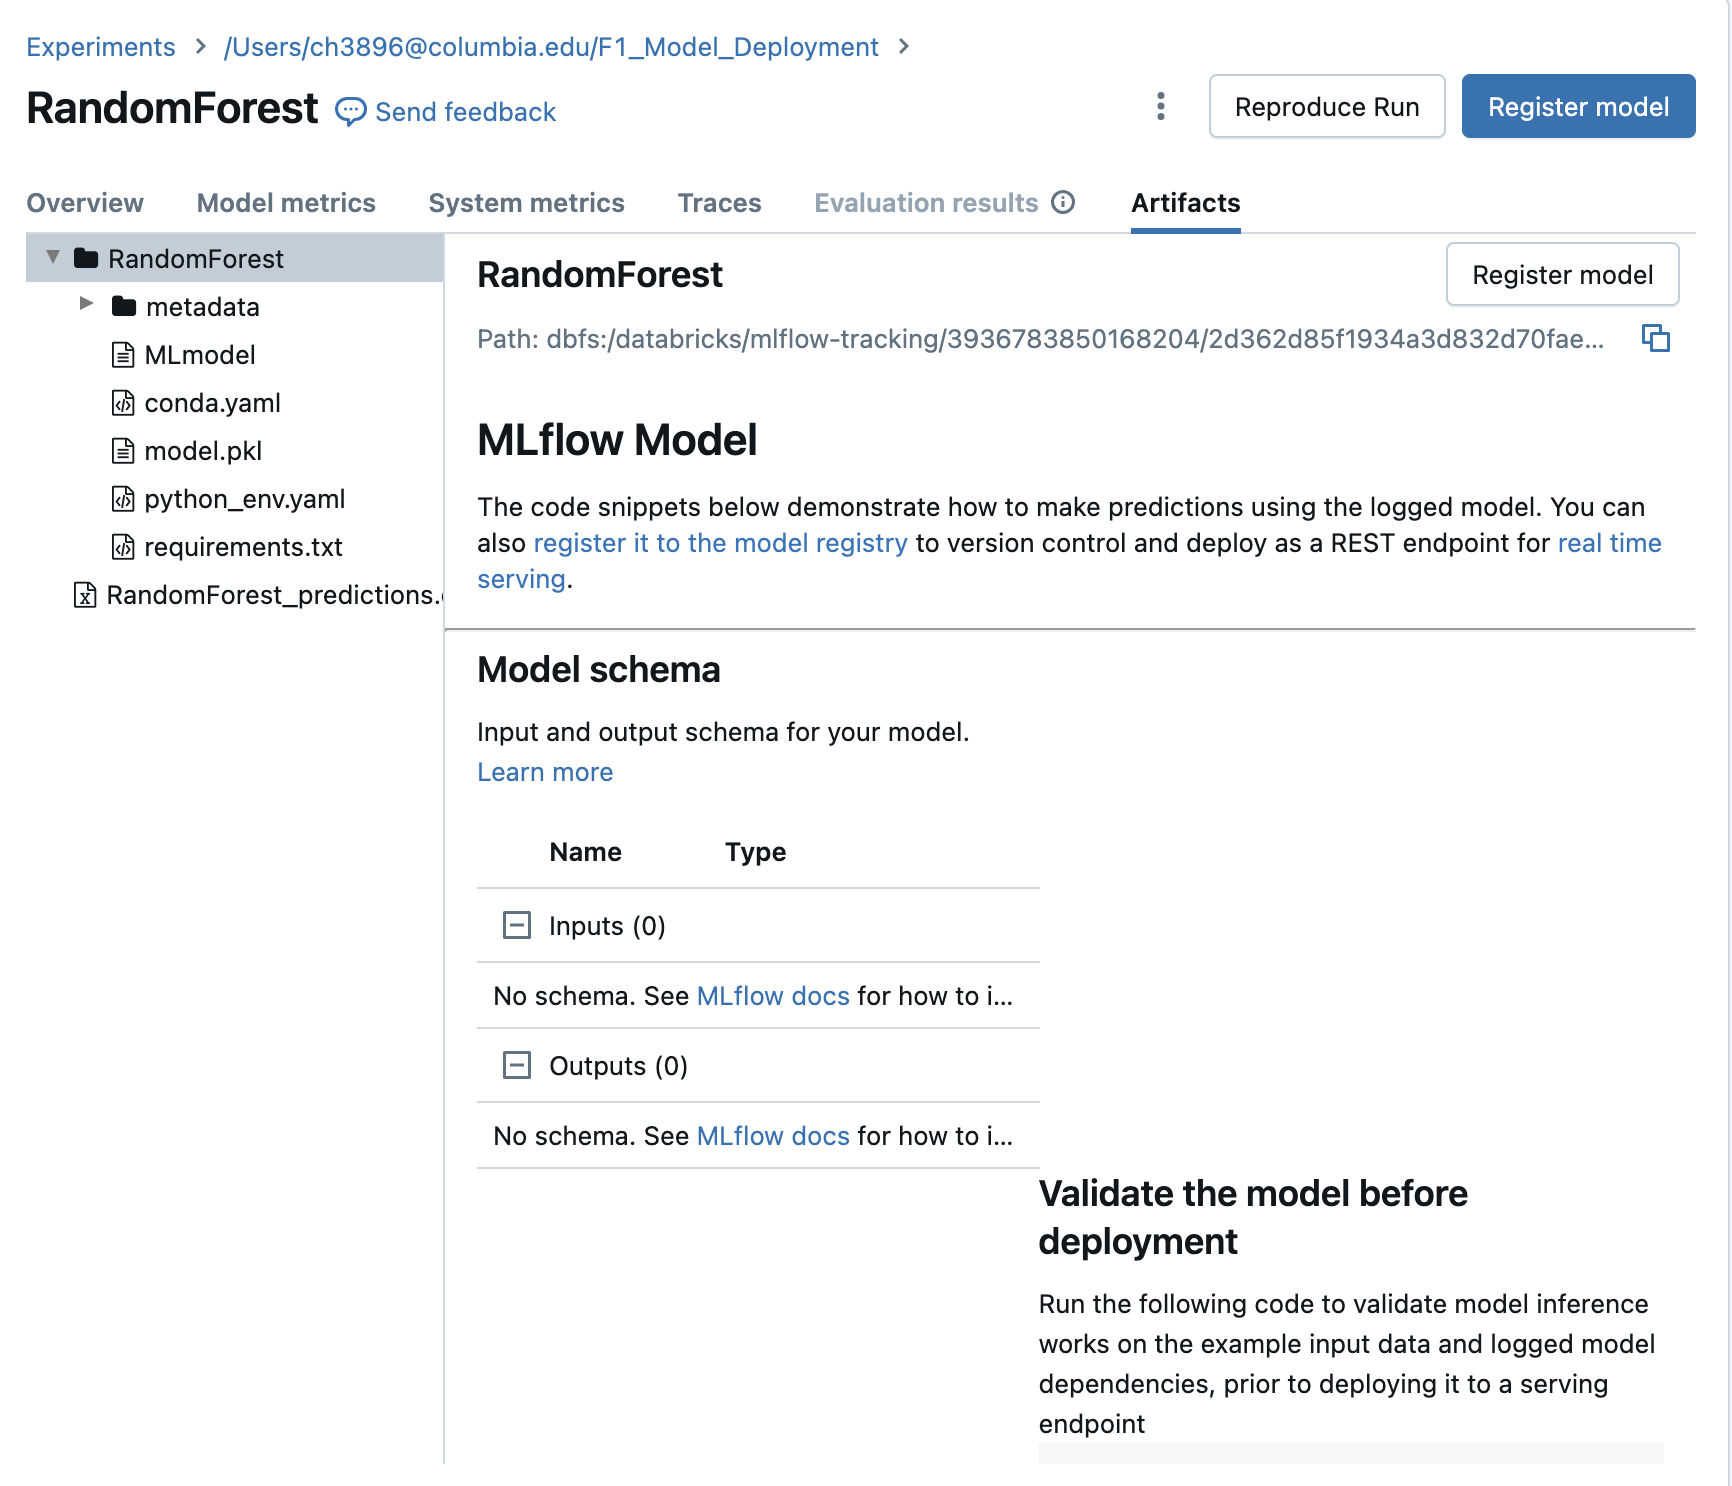 Experiments > /Users/ch3896@columbia.edu/F1_Model_Deployment >
RandomForest Send feedback
Reproduce Run
Register model
Overview Model metrics System metrics Traces Evaluation results Artifacts
RandomForest
metadata
MLmodel
conda.yaml
model.pkl
python_env.yaml
requirements.txt
RandomForest_predictions.
RandomForest
Register model
Path: dbfs:/databricks/mlflow-tracking/3936783850168204/2d362d85f1934a3d832d70fae...
MLflow Model
The code snippets below demonstrate how to make predictions using the logged model. You can
also register it to the model registry to version control and deploy as a REST endpoint for real time
serving.
Model schema
Input and output schema for your model.
Learn more
Name Type
Inputs (0)
No schema. See MLflow docs for how to i...
Outputs (0)
No schema. See MLflow docs for how to i...
Validate the model before
deployment
Run the following code to validate model inference
works on the example input data and logged model
dependencies, prior to deploying it to a serving
endpoint